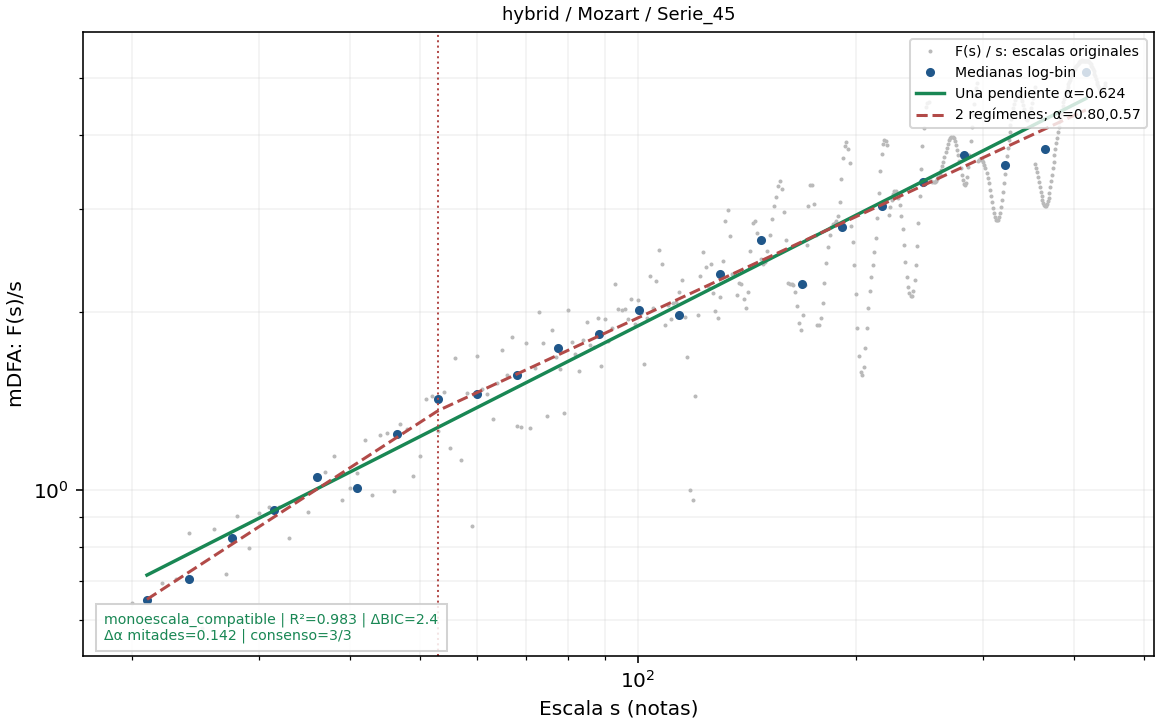 hybrid / Mozart / Serie_45
F(s) / s: escalas originales
Medianas log-bin
Una pendiente α=0.624
2 regímenes; α=0.80,0.57
mDFA: F(s)/s
10⁰
monoescala_compatible | R²=0.983 | ΔBIC=2.4
Δα mitades=0.142 | consenso=3/3
10²
Escala s (notas)